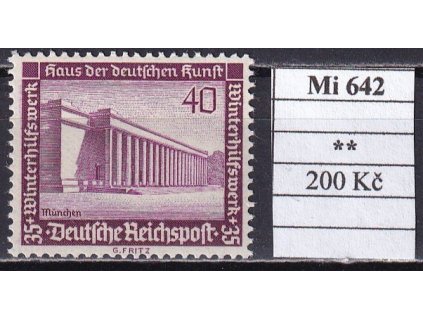 Haus der deutschen Kunst
40
35 · Winterhilfswerk
Winterhilfswerk · 35
München
· Deutsche Reichspost ·
G. FRITZ
Mi 642
**
200 Kč